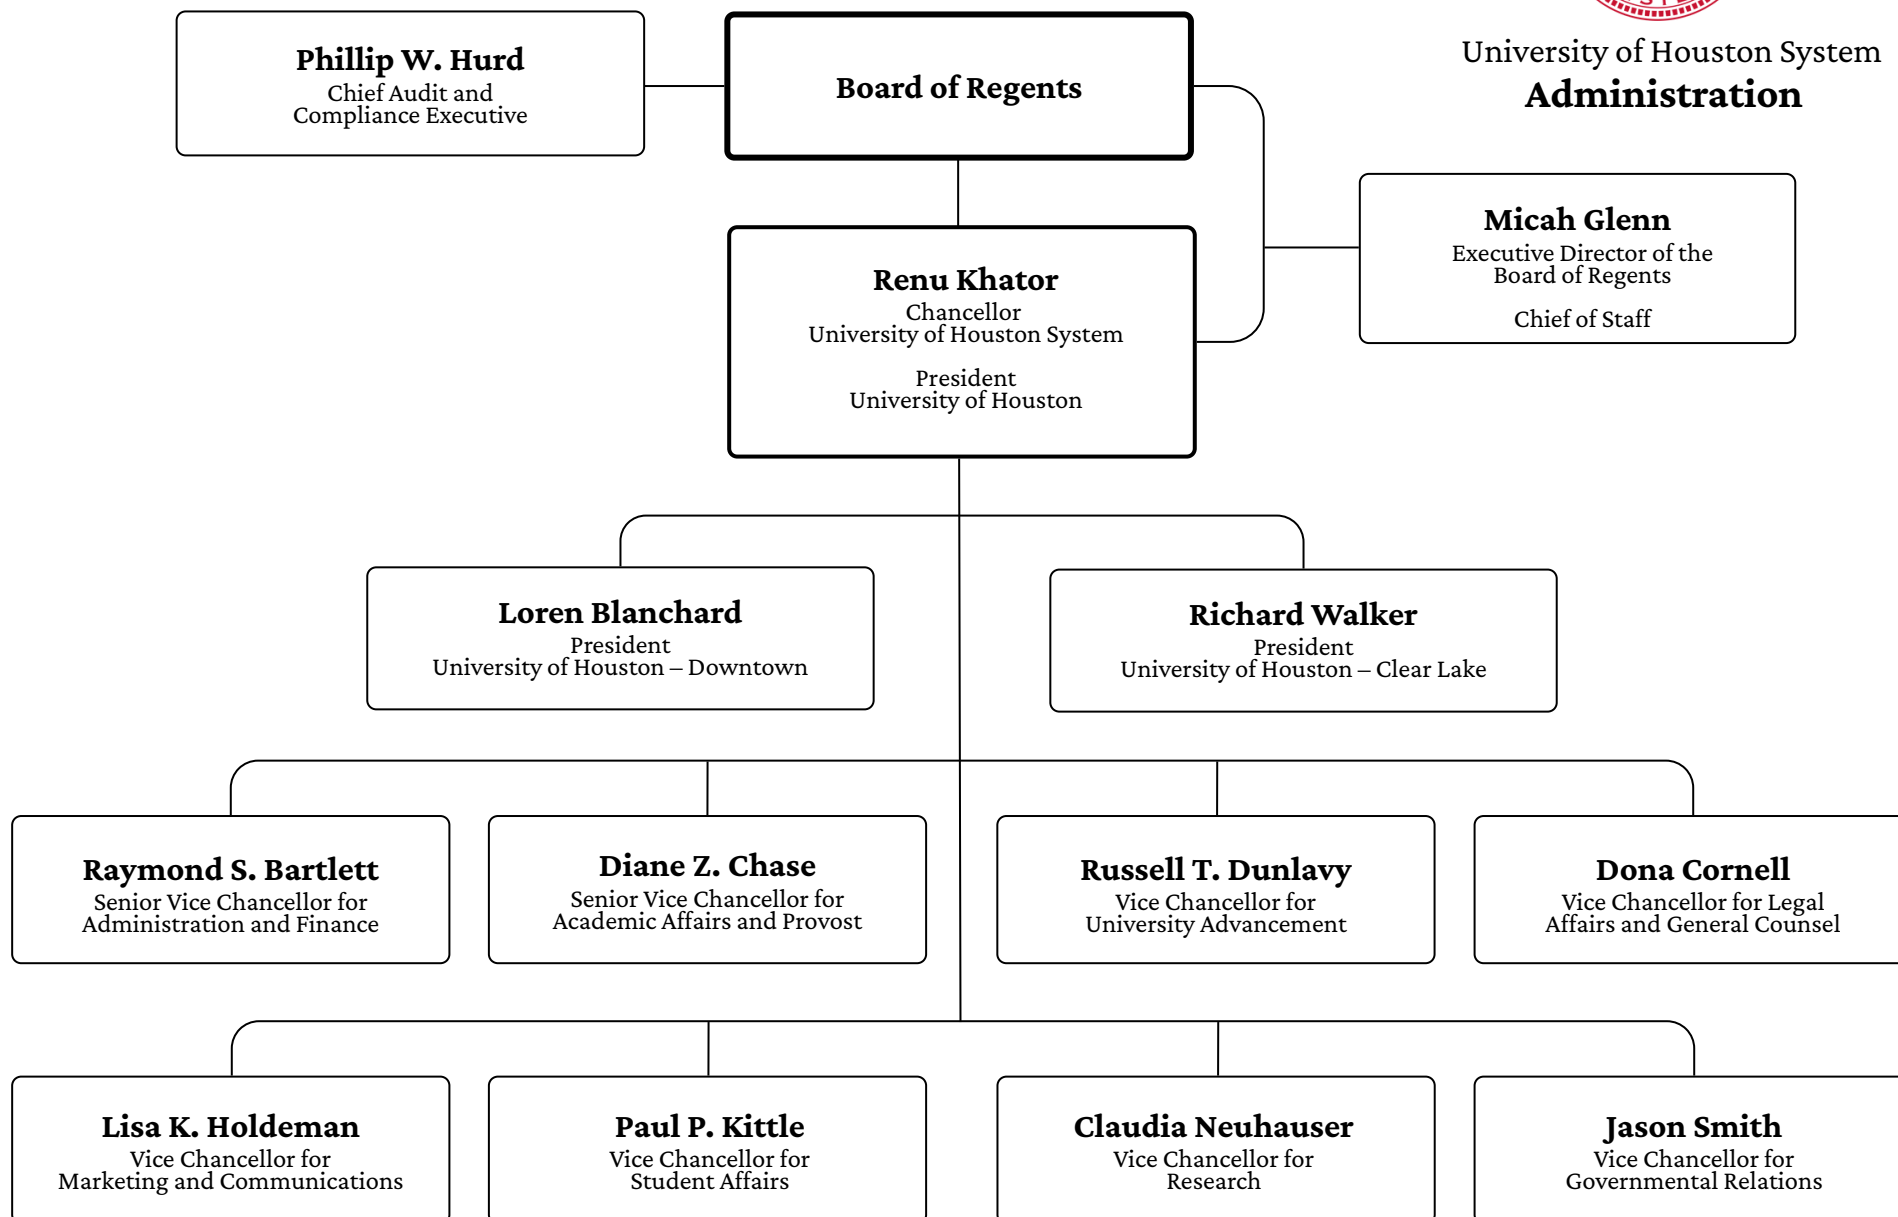 Phillip W. Hurd
Chief Audit and
Compliance Executive
Board of Regents
University of Houston System
Administration
Micah Glenn
Executive Director of the
Board of Regents
Chief of Staff
Renu Khator
Chancellor
University of Houston System
President
University of Houston
Loren Blanchard
President
University of Houston – Downtown
Richard Walker
President
University of Houston – Clear Lake
Raymond S. Bartlett
Senior Vice Chancellor for
Administration and Finance
Diane Z. Chase
Senior Vice Chancellor for
Academic Affairs and Provost
Russell T. Dunlavy
Vice Chancellor for
University Advancement
Dona Cornell
Vice Chancellor for Legal
Affairs and General Counsel
Lisa K. Holdeman
Vice Chancellor for
Marketing and Communications
Paul P. Kittle
Vice Chancellor for
Student Affairs
Claudia Neuhauser
Vice Chancellor for
Research
Jason Smith
Vice Chancellor for
Governmental Relations